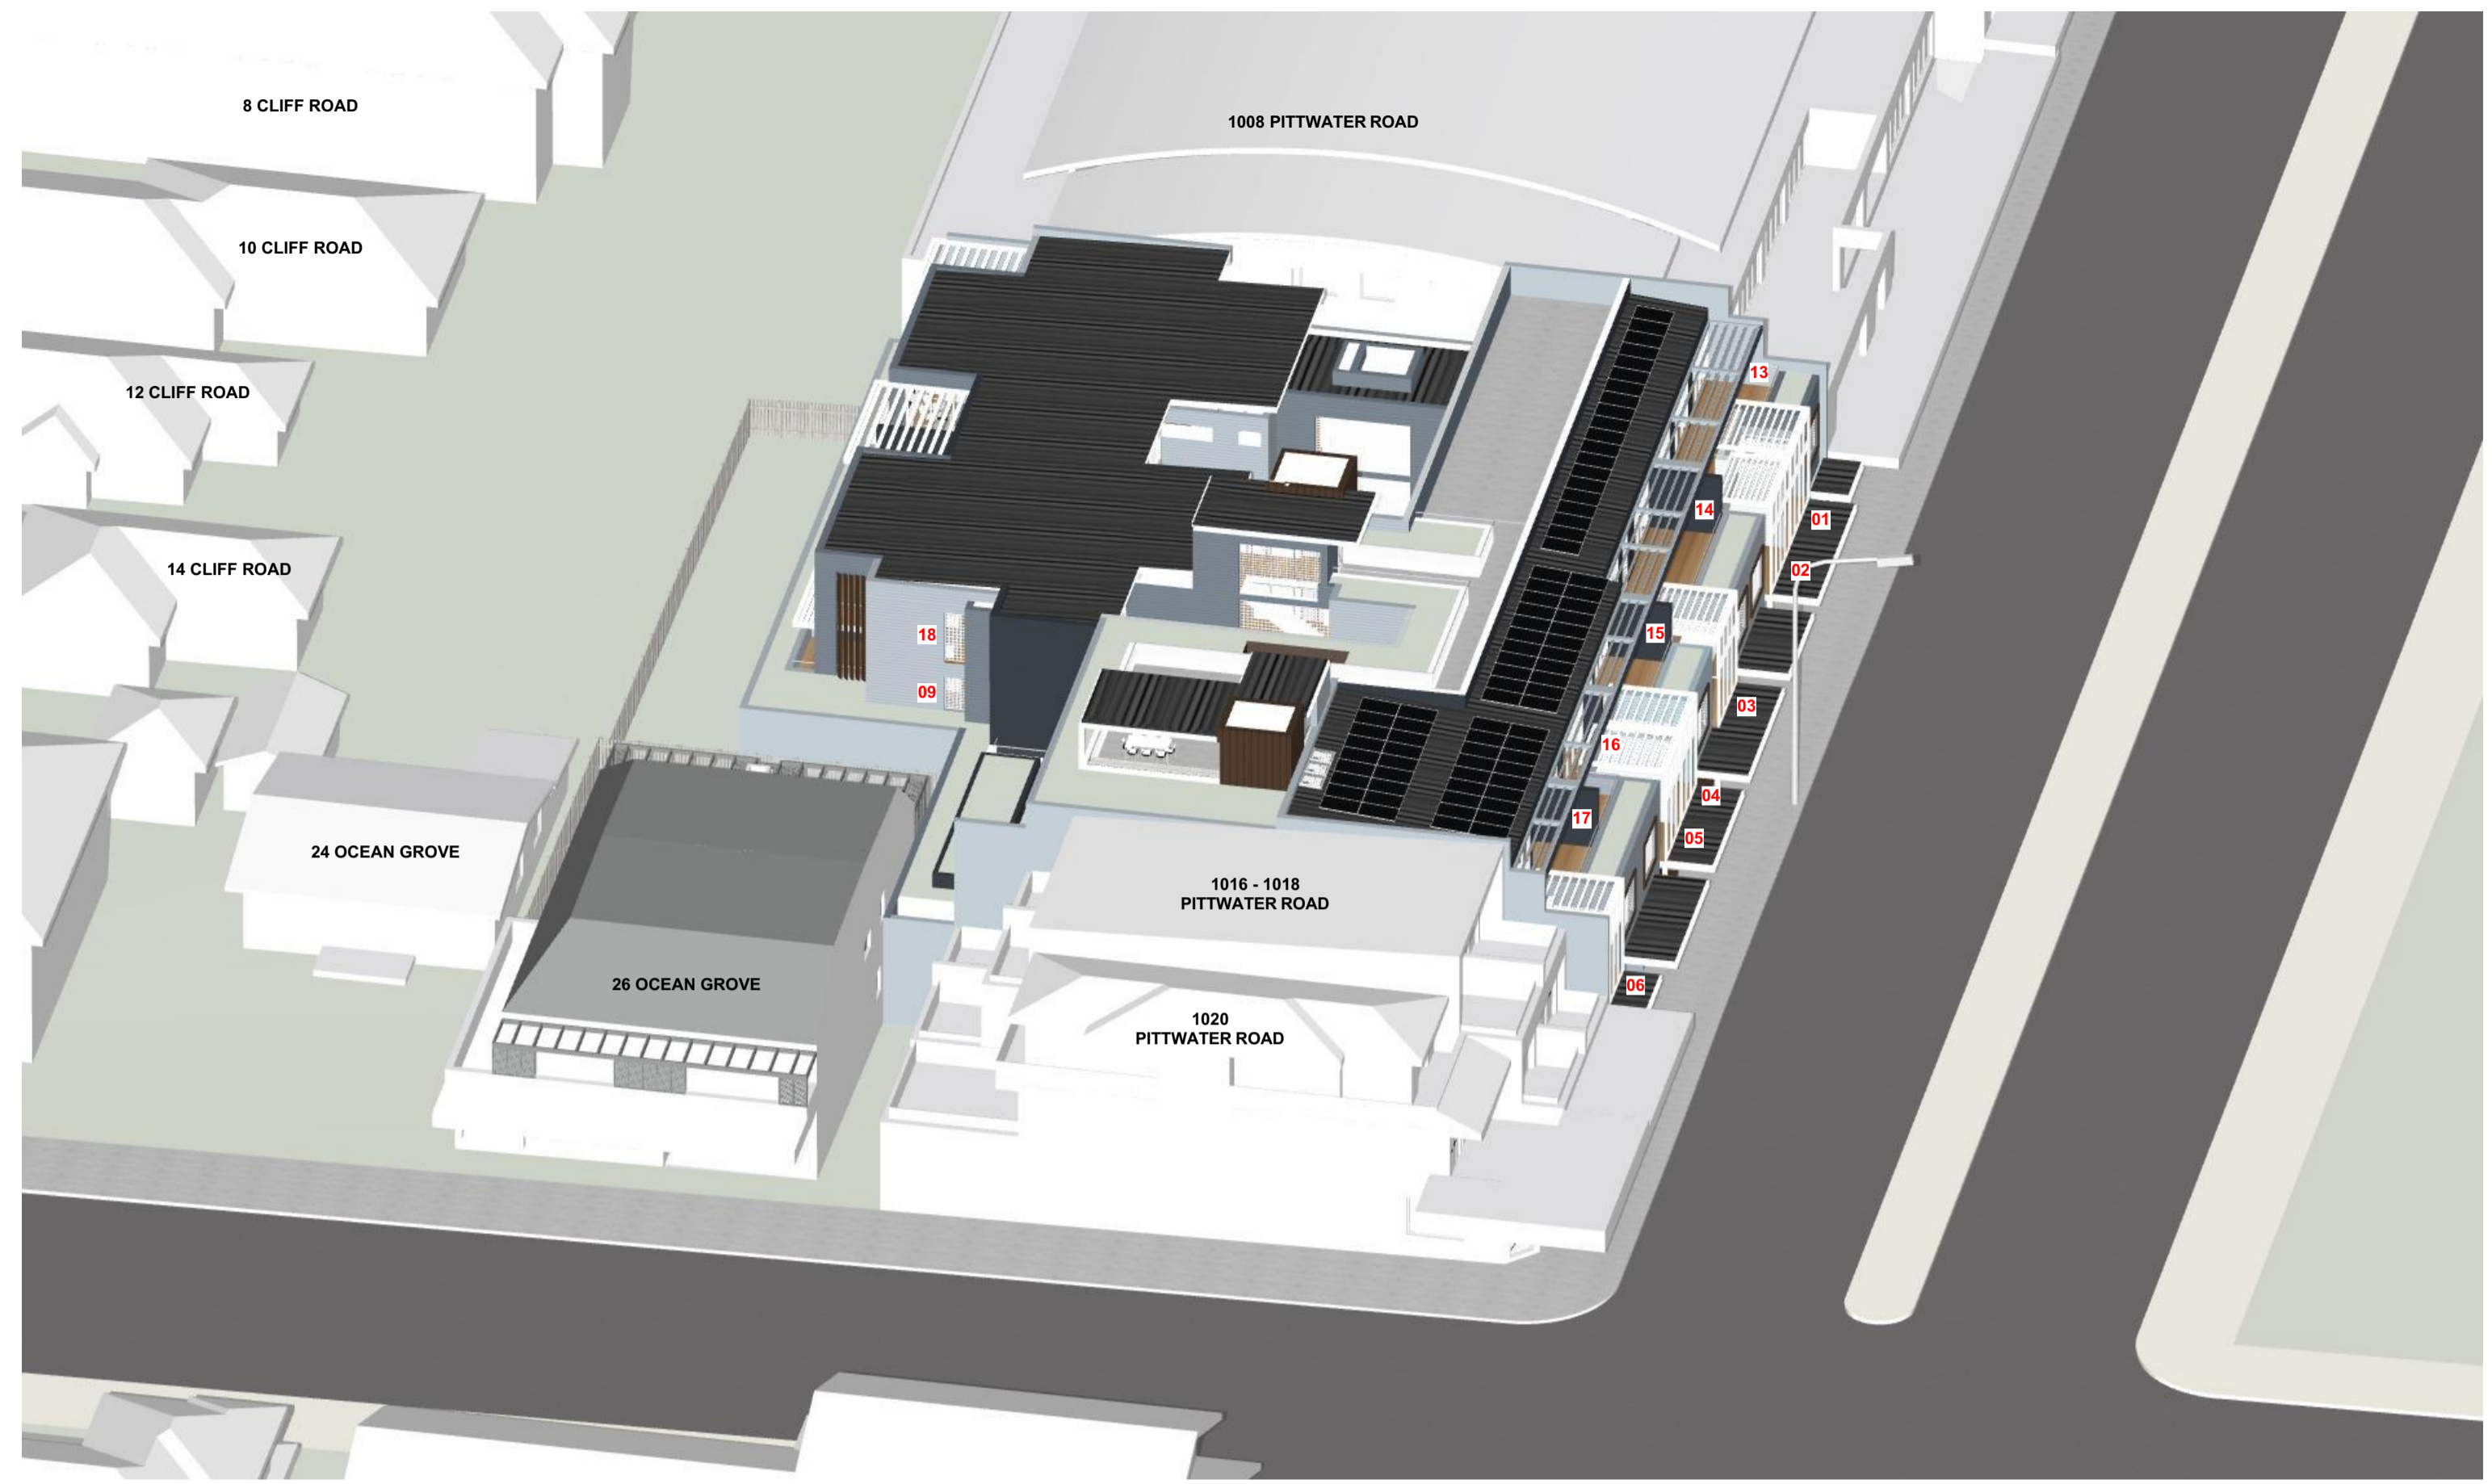 8 CLIFF ROAD
1008 PITTWATER ROAD
10 CLIFF ROAD
12 CLIFF ROAD
13
14
01
14 CLIFF ROAD
02
18
15
09
03
16
04
17
05
24 OCEAN GROVE
1016 - 1018
PITTWATER ROAD
26 OCEAN GROVE
06
1020
PITTWATER ROAD